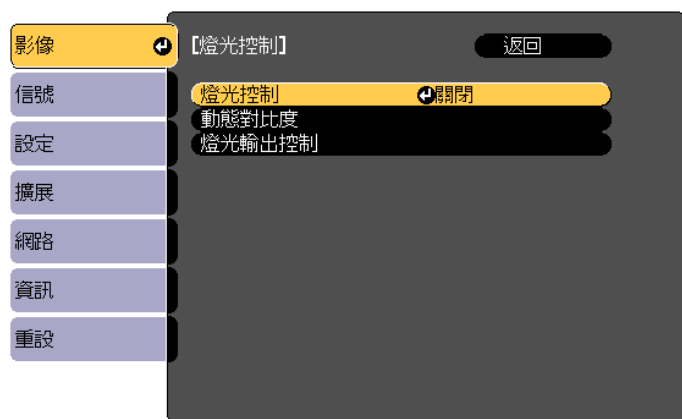 影像
信號
設定
擴展
網路
資訊
重設
【燈光控制】 返回
燈光控制 關閉
動態對比度
燈光輸出控制